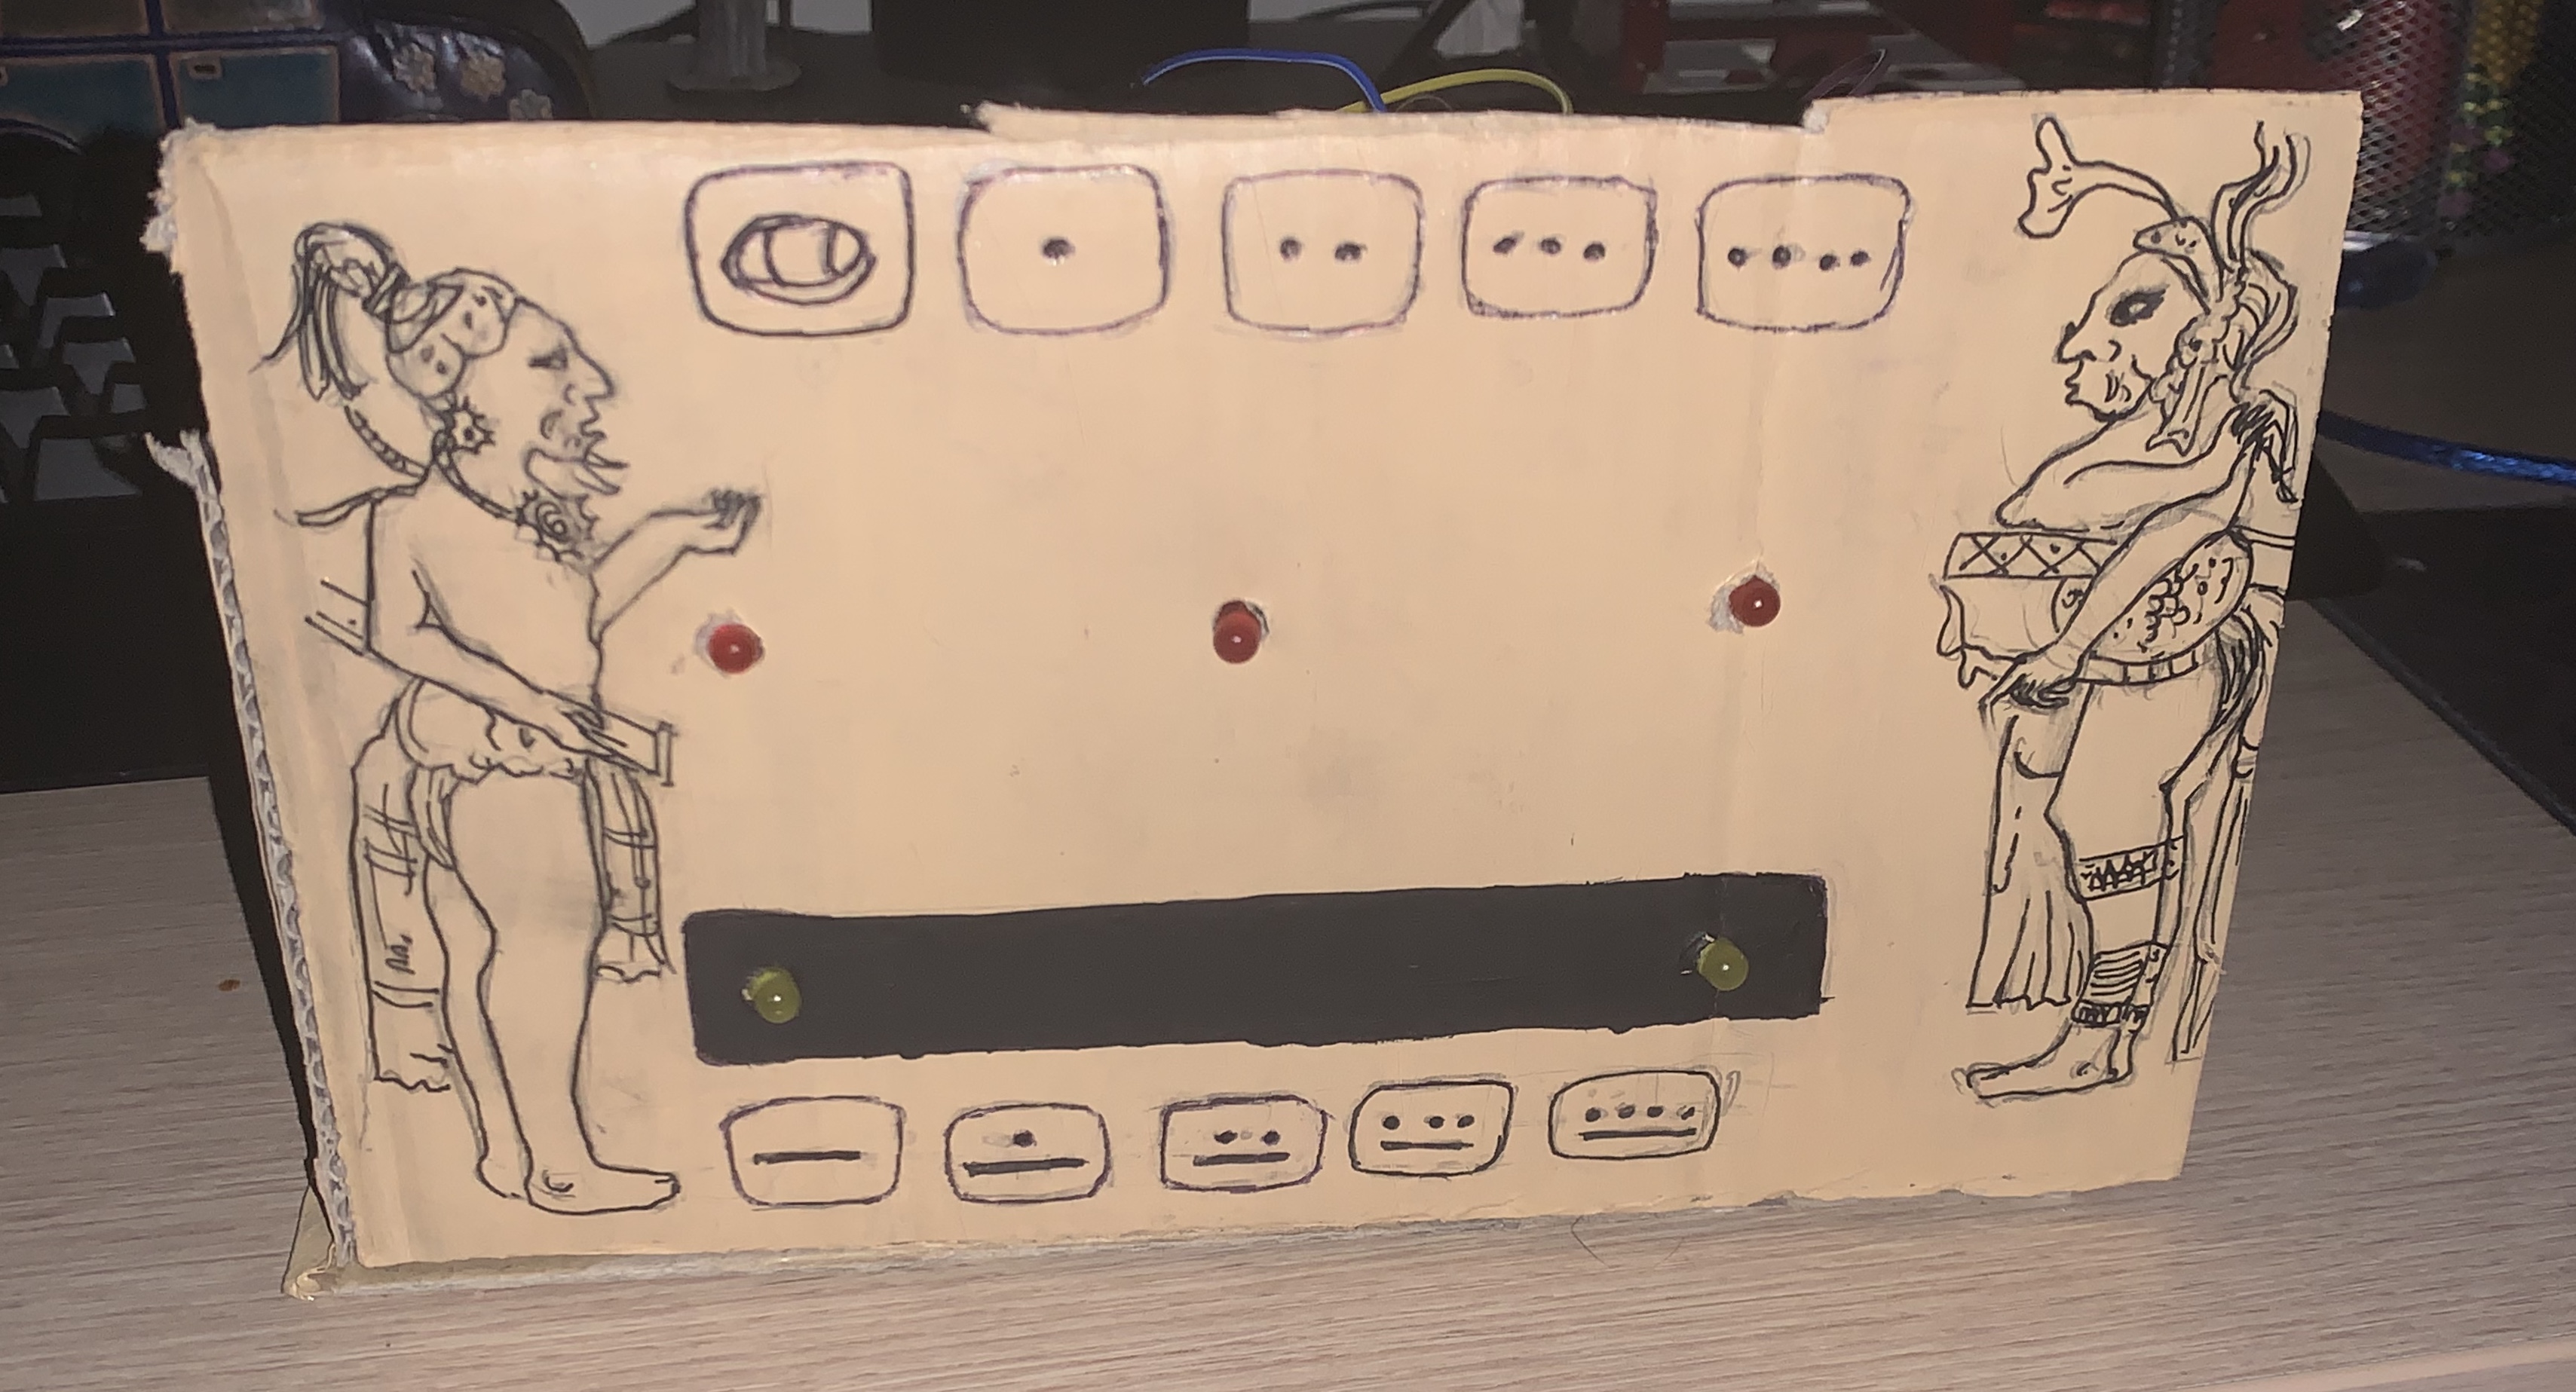 𝋠 𝋡 𝋢 𝋣 𝋤
𝋥 𝋦 𝋧 𝋨 𝋩